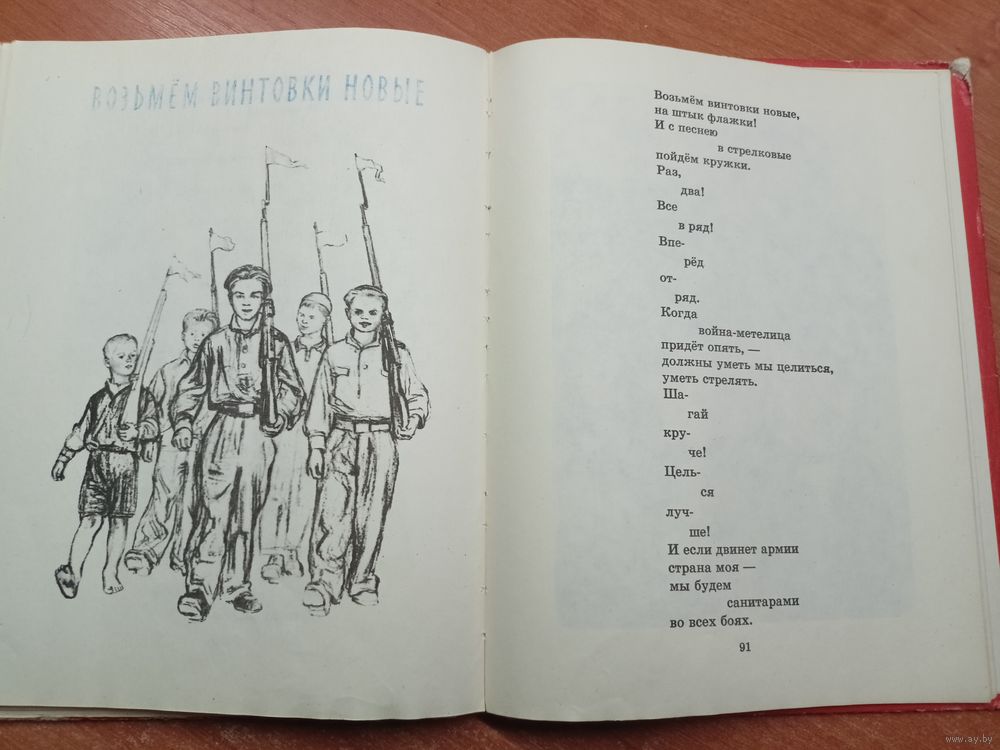 ВОЗЬМЁМ ВИНТОВКИ НОВЫЕ
Возьмём винтовки новые,
на штык флажки!
И с песнею
в стрелковые
пойдём кружки.
Раз,
два!
Все
в ряд!
Впе-
рёд
от-
ряд.
Когда
война-метелица
придёт опять, —
должны уметь мы целиться,
уметь стрелять.
Ша-
гай
кру-
че!
Цель-
ся
луч-
ше!
И если двинет армии
страна моя —
мы будем
санитарами
во всех боях.
91
www.ay.by